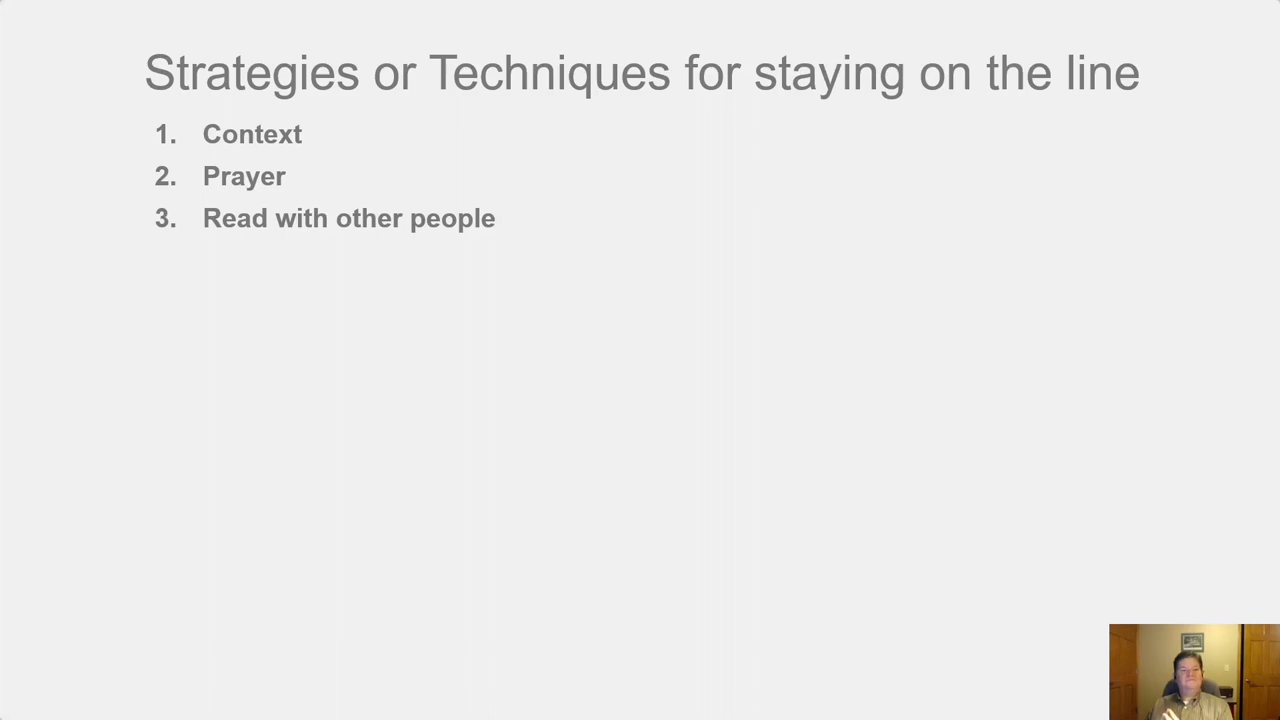 Strategies or Techniques for staying on the line
1. Context
2. Prayer
3. Read with other people